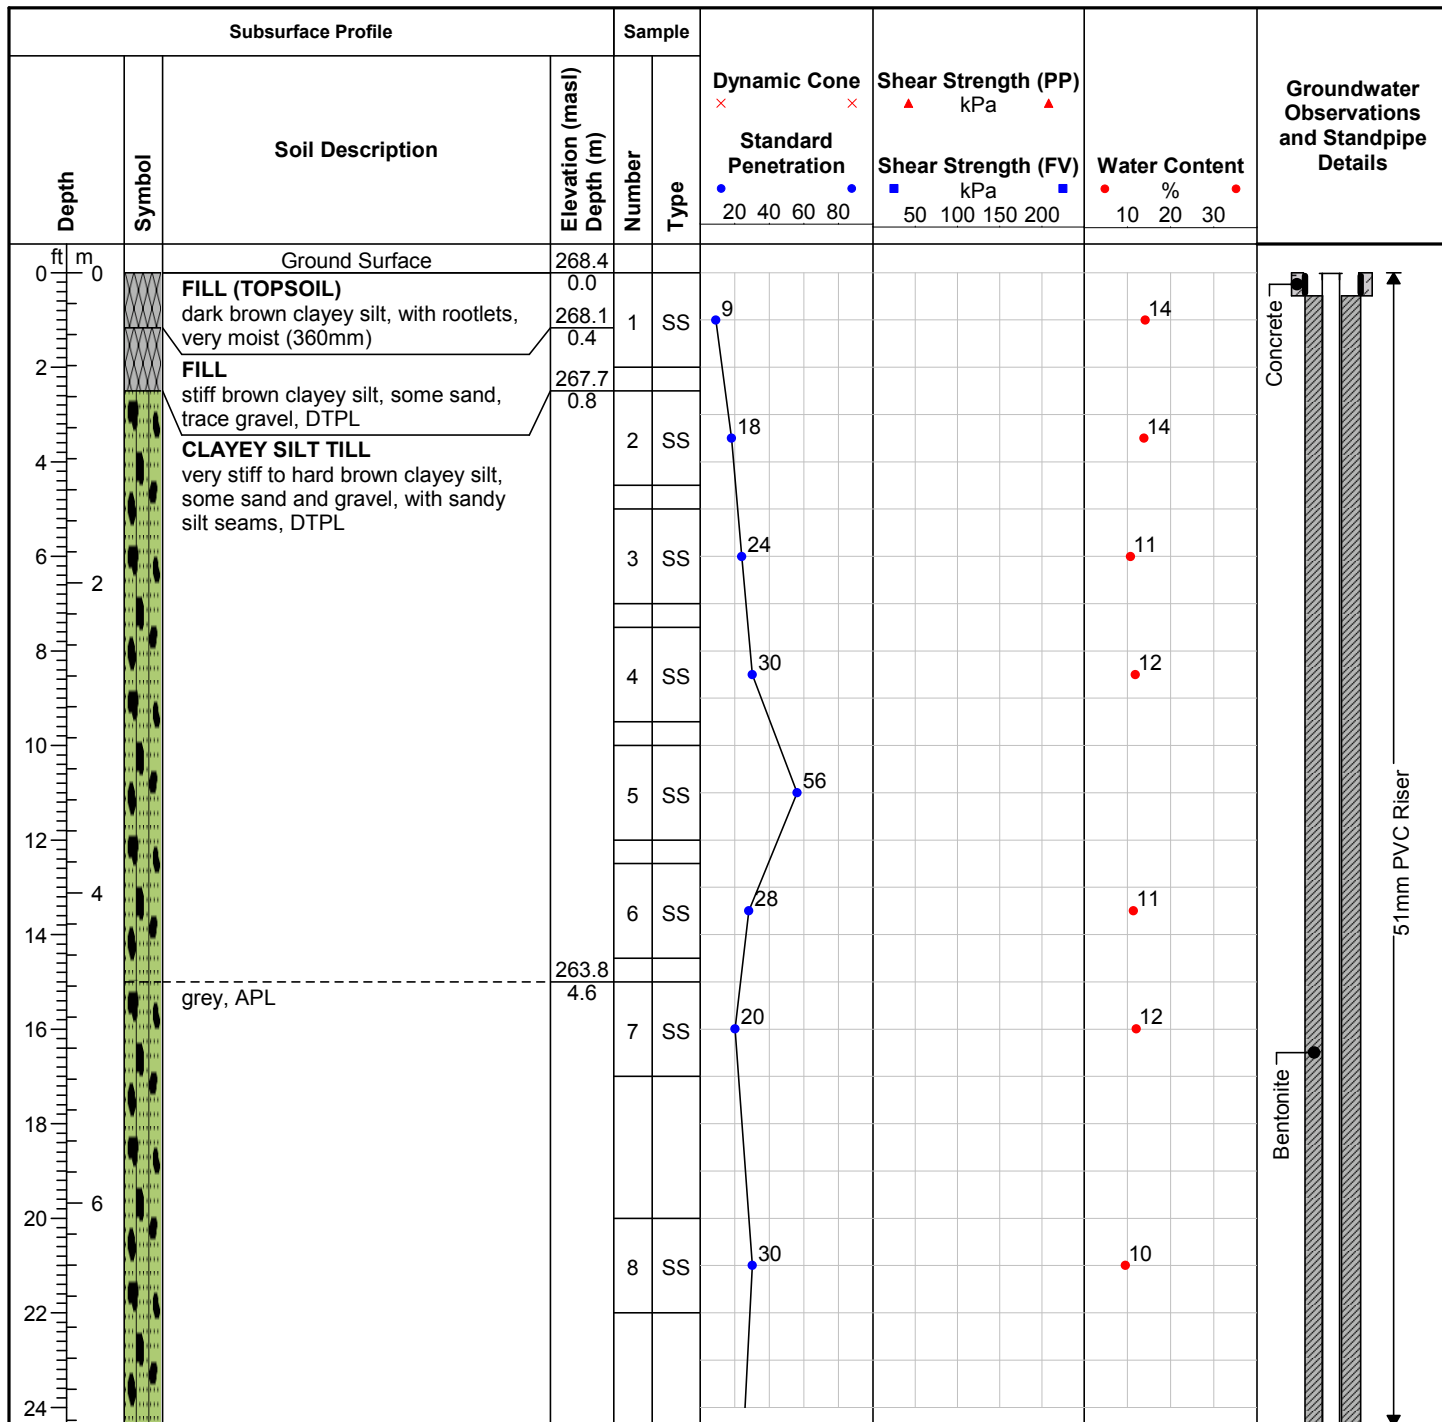 Subsurface Profile
Sample
Depth
Symbol
Soil Description
Elevation (masl)
Depth (m)
Number
Type
Dynamic Cone
Standard
Penetration
20 40 60 80
Shear Strength (PP)
kPa
Shear Strength (FV)
kPa
50 100 150 200
Water Content
%
10 20 30
Groundwater
Observations
and Standpipe
Details
ft m
0 0
Ground Surface
268.4
0.0
FILL (TOPSOIL)
dark brown clayey silt, with rootlets,
very moist (360mm)
268.1
0.4
1 SS
9
14
Concrete
2
FILL
stiff brown clayey silt, some sand,
trace gravel, DTPL
267.7
0.8
2 SS
18
14
4
CLAYEY SILT TILL
very stiff to hard brown clayey silt,
some sand and gravel, with sandy
silt seams, DTPL
6
2
3 SS
24
11
8
4 SS
30
12
10
5 SS
56
12
4
6 SS
28
11
14
51mm PVC Riser
263.8
4.6
grey, APL
16
7 SS
20
12
Bentonite
18
6
20
8 SS
30
10
22
24